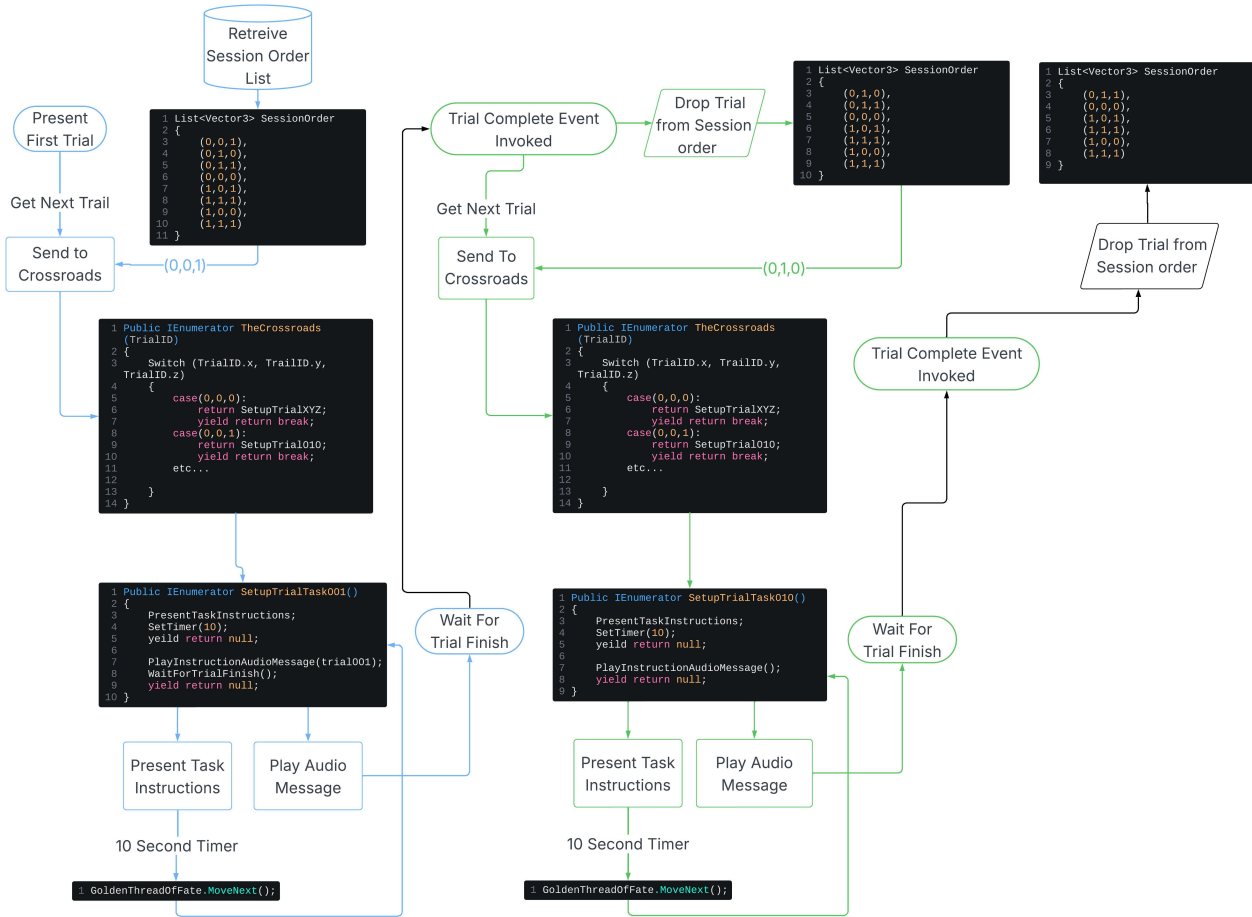 Retreive
Session Order
List
Present
First Trial
Get Next Trail
Send to
Crossroads
1 List<Vector3> SessionOrder
2 {
3 (0,0,1),
4 (0,1,0),
5 (0,1,1),
6 (0,0,0),
7 (1,0,1),
8 (1,1,1),
9 (1,0,0),
10 (1,1,1)
11 }
(0,0,1)
1 Public IEnumerator TheCrossroads
(TrialID)
2 {
3 Switch (TrialID.x, TrailID.y,
TrialID.z)
4 {
5 case(0,0,0):
6 return SetupTrialXYZ;
7 yield return break;
8 case(0,0,1):
9 return SetupTrial010;
10 yield return break;
11 etc...
12
13 }
14 }
1 Public IEnumerator SetupTrialTask001()
2 {
3 PresentTaskInstructions;
4 SetTimer(10);
5 yeild return null;
6
7 PlayInstructionAudioMessage(trial001);
8 WaitForTrialFinish();
9 yield return null;
10 }
Present Task
Instructions
Play Audio
Message
10 Second Timer
1 GoldenThreadOfFate.MoveNext();
Wait For
Trial Finish
Trial Complete Event
Invoked
Drop Trial
from Session
order
1 List<Vector3> SessionOrder
2 {
3 (0,1,0),
4 (0,1,1),
5 (0,0,0),
6 (1,0,1),
7 (1,1,1),
8 (1,0,0),
9 (1,1,1)
10 }
Get Next Trial
Send To
Crossroads
(0,1,0)
1 Public IEnumerator TheCrossroads
(TrialID)
2 {
3 Switch (TrialID.x, TrailID.y,
TrialID.z)
4 {
5 case(0,0,0):
6 return SetupTrialXYZ;
7 yield return break;
8 case(0,0,1):
9 return SetupTrial010;
10 yield return break;
11 etc...
12
13 }
14 }
1 Public IEnumerator SetupTrialTask010()
2 {
3 PresentTaskInstructions;
4 SetTimer(10);
5 yeild return null;
6
7 PlayInstructionAudioMessage();
8 yield return null;
9 }
Present Task
Instructions
Play Audio
Message
10 Second Timer
1 GoldenThreadOfFate.MoveNext();
Wait For
Trial Finish
Trial Complete Event
Invoked
Drop Trial from
Session order
1 List<Vector3> SessionOrder
2 {
3 (0,1,1),
4 (0,0,0),
5 (1,0,1),
6 (1,1,1),
7 (1,0,0),
8 (1,1,1)
9 }